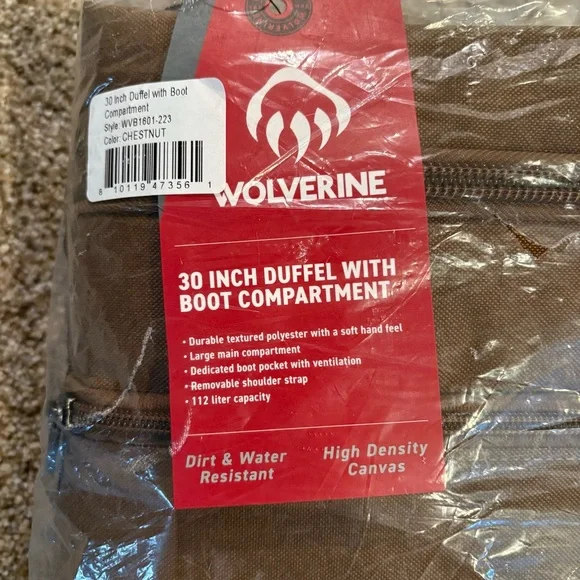 30 Inch Duffel with Boot
Compartment
Style: WVB1601-223
Color: CHESTNUT
8 10119 47356 1
WOLVERINE
30 INCH DUFFEL WITH
BOOT COMPARTMENT
• Durable textured polyester with a soft hand feel
• Large main compartment
• Dedicated boot pocket with ventilation
• Removable shoulder strap
• 112 liter capacity
Dirt & Water
Resistant
High Density
Canvas